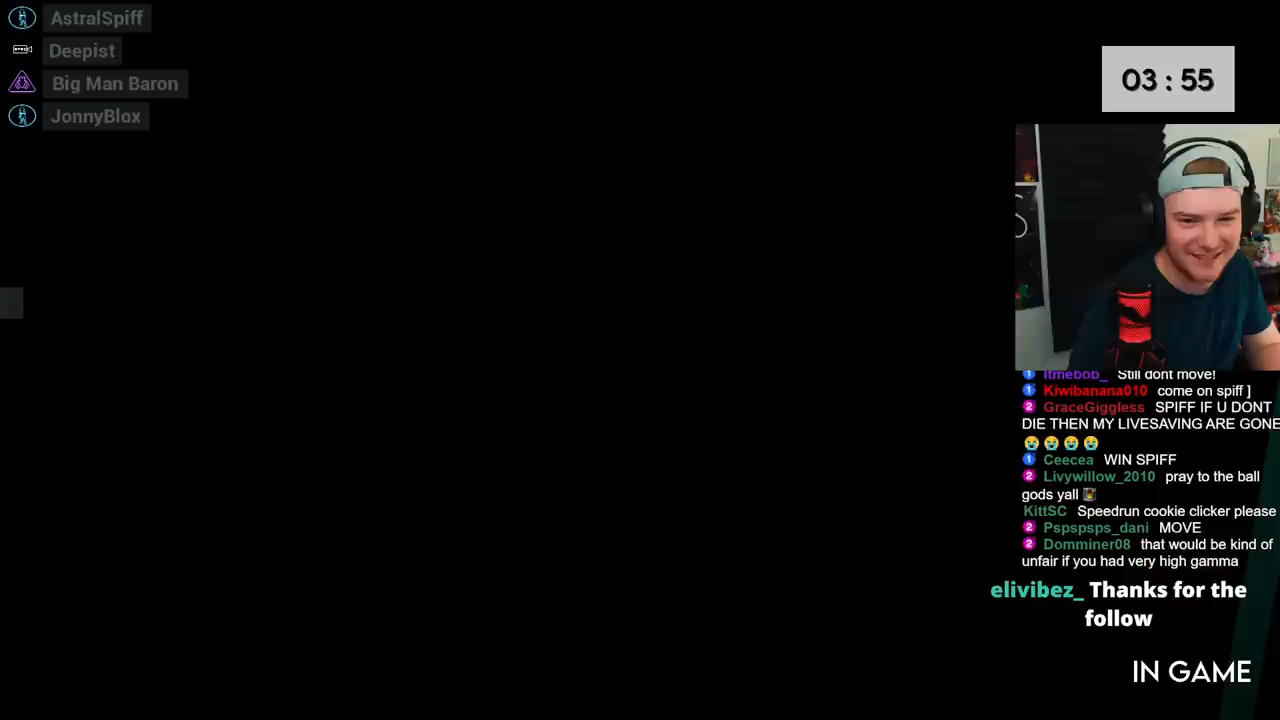 AstralSpiff
Deepist
Big Man Baron
JonnyBlox
03 : 55
S
Itmebob_ Still dont move!
Kiwibanana010 come on spiff ]
GraceGiggless SPIFF IF U DONT
DIE THEN MY LIVESAVING ARE GONE
😭 😭 😭 😭
Ceecea WIN SPIFF
Livywillow_2010 pray to the ball
gods yall
KittSC Speedrun cookie clicker please
Pspspsps_dani MOVE
Domminer08 that would be kind of
unfair if you had very high gamma
elivibez_ Thanks for the
follow
IN GAME